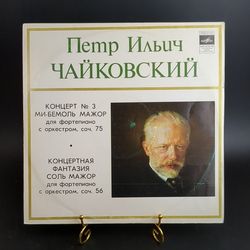 Петр Ильич
ЧАЙКОВСКИЙ
КОНЦЕРТ № 3
МИ-БЕМОЛЬ МАЖОР
для фортепиано
с оркестром, соч. 75
КОНЦЕРТНАЯ
ФАНТАЗИЯ
СОЛЬ МАЖОР
для фортепиано
с оркестром, соч. 56